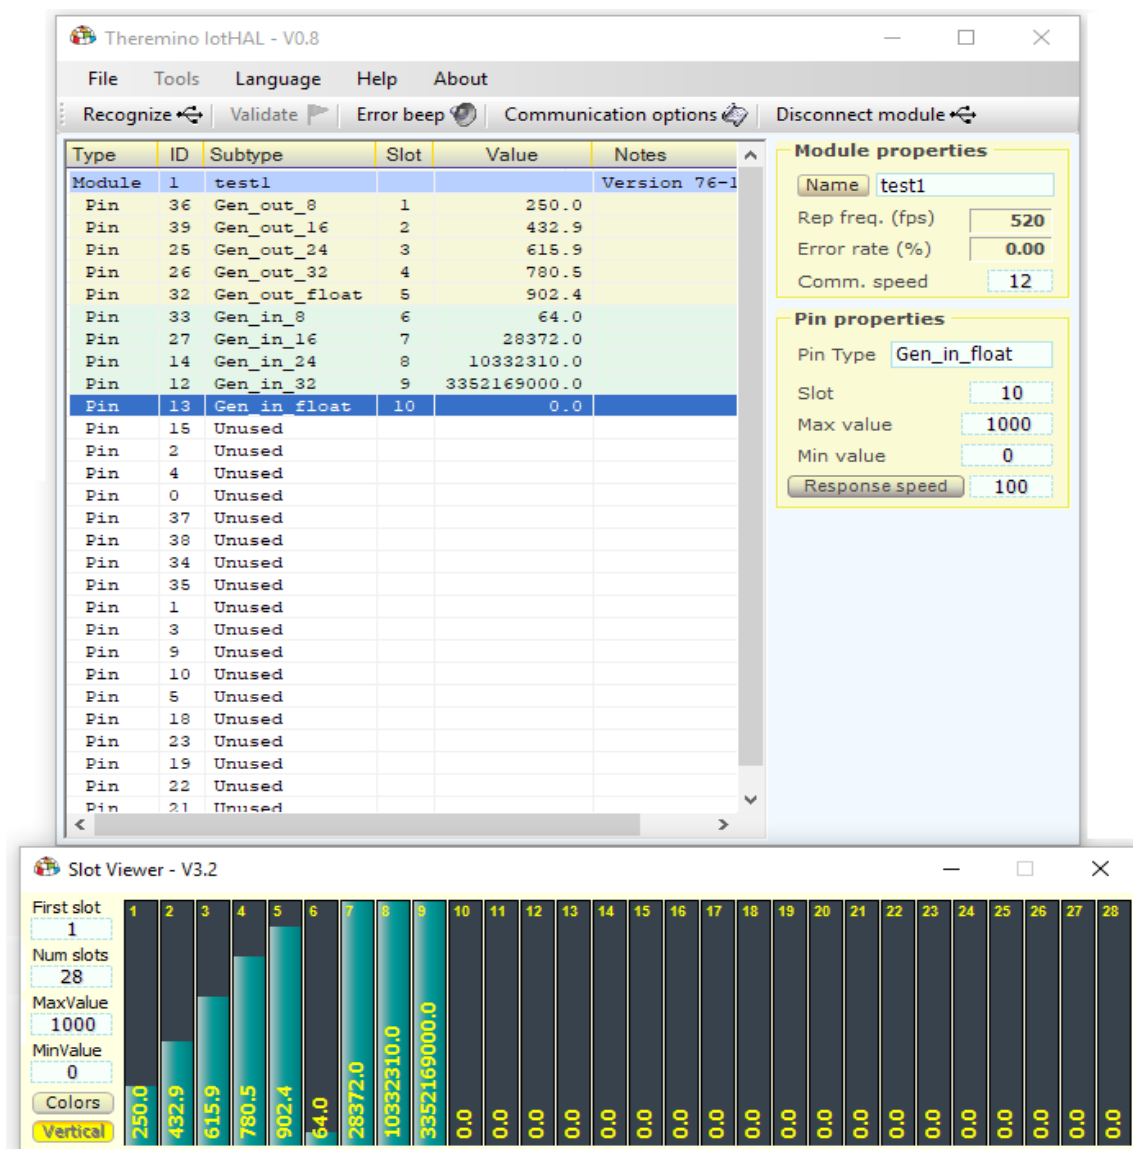 Theremino IotHAL - V0.8
File Tools Language Help About
Recognize Validate Error beep Communication options Disconnect module
Type ID Subtype Slot Value Notes
Module 1 test1 Version 76-1
Pin 36 Gen_out_8 1 250.0
Pin 39 Gen_out_16 2 432.9
Pin 25 Gen_out_24 3 615.9
Pin 26 Gen_out_32 4 780.5
Pin 32 Gen_out_float 5 902.4
Pin 33 Gen_in_8 6 64.0
Pin 27 Gen_in_16 7 28372.0
Pin 14 Gen_in_24 8 10332310.0
Pin 12 Gen_in_32 9 3352169000.0
Pin 13 Gen_in_float 10 0.0
Pin 15 Unused
Pin 2 Unused
Pin 4 Unused
Pin 0 Unused
Pin 37 Unused
Pin 38 Unused
Pin 34 Unused
Pin 35 Unused
Pin 1 Unused
Pin 3 Unused
Pin 9 Unused
Pin 10 Unused
Pin 5 Unused
Pin 18 Unused
Pin 23 Unused
Pin 19 Unused
Pin 22 Unused
Pin 21 Unused
Module properties
Name test1
Rep freq. (fps) 520
Error rate (%) 0.00
Comm. speed 12
Pin properties
Pin Type Gen_in_float
Slot 10
Max value 1000
Min value 0
Response speed 100
Slot Viewer - V3.2
First slot
1
Num slots
28
MaxValue
1000
MinValue
0
Colors
Vertical
1 2 3 4 5 6 7 8 9 10 11 12 13 14 15 16 17 18 19 20 21 22 23 24 25 26 27 28
250.0 432.9 615.9 780.5 902.4 64.0 28372.0 10332310.0 3352169000.0 0.0 0.0 0.0 0.0 0.0 0.0 0.0 0.0 0.0 0.0 0.0 0.0 0.0 0.0 0.0 0.0 0.0 0.0 0.0